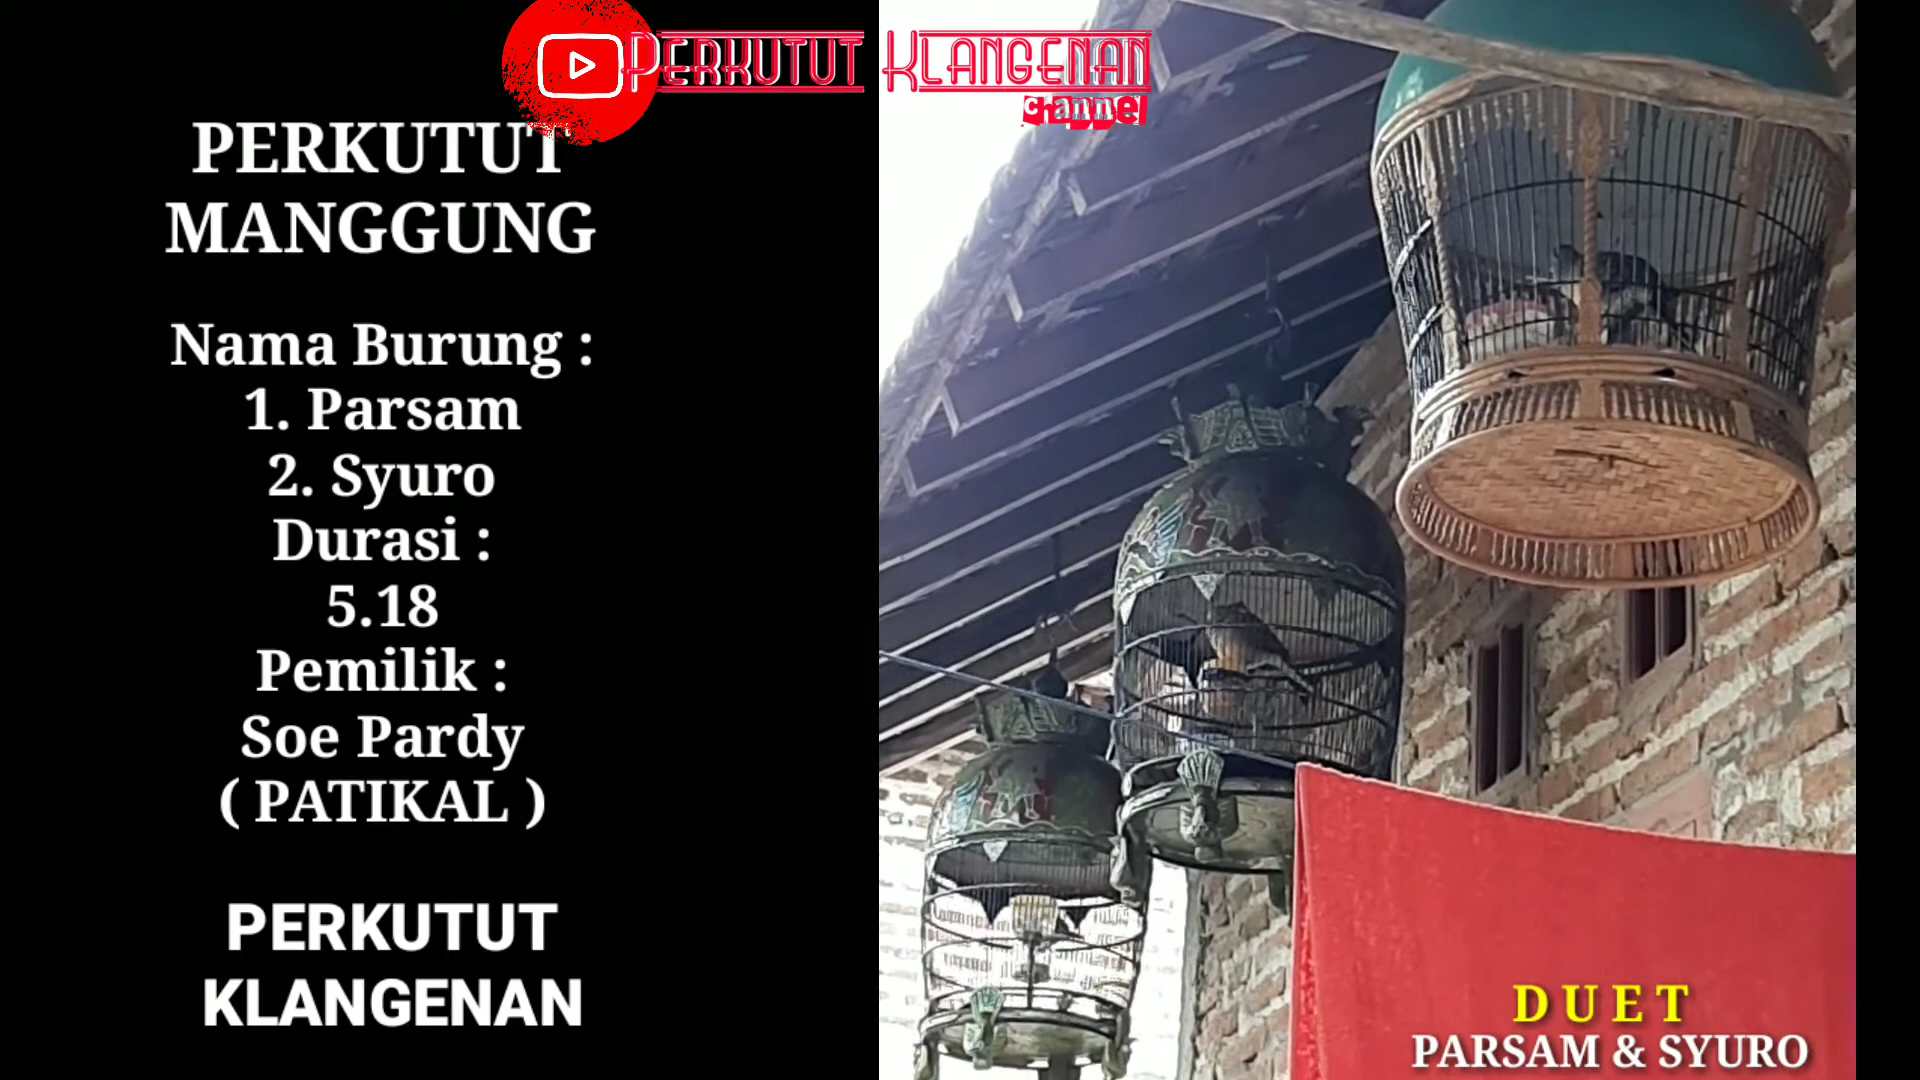 PERKUTUT KLANGENAN
channel
PERKUTUT
MANGGUNG
Nama Burung :
1. Parsam
2. Syuro
Durasi :
5.18
Pemilik :
Soe Pardy
( PATIKAL )
PERKUTUT
KLANGENAN
DUET
PARSAM & SYURO